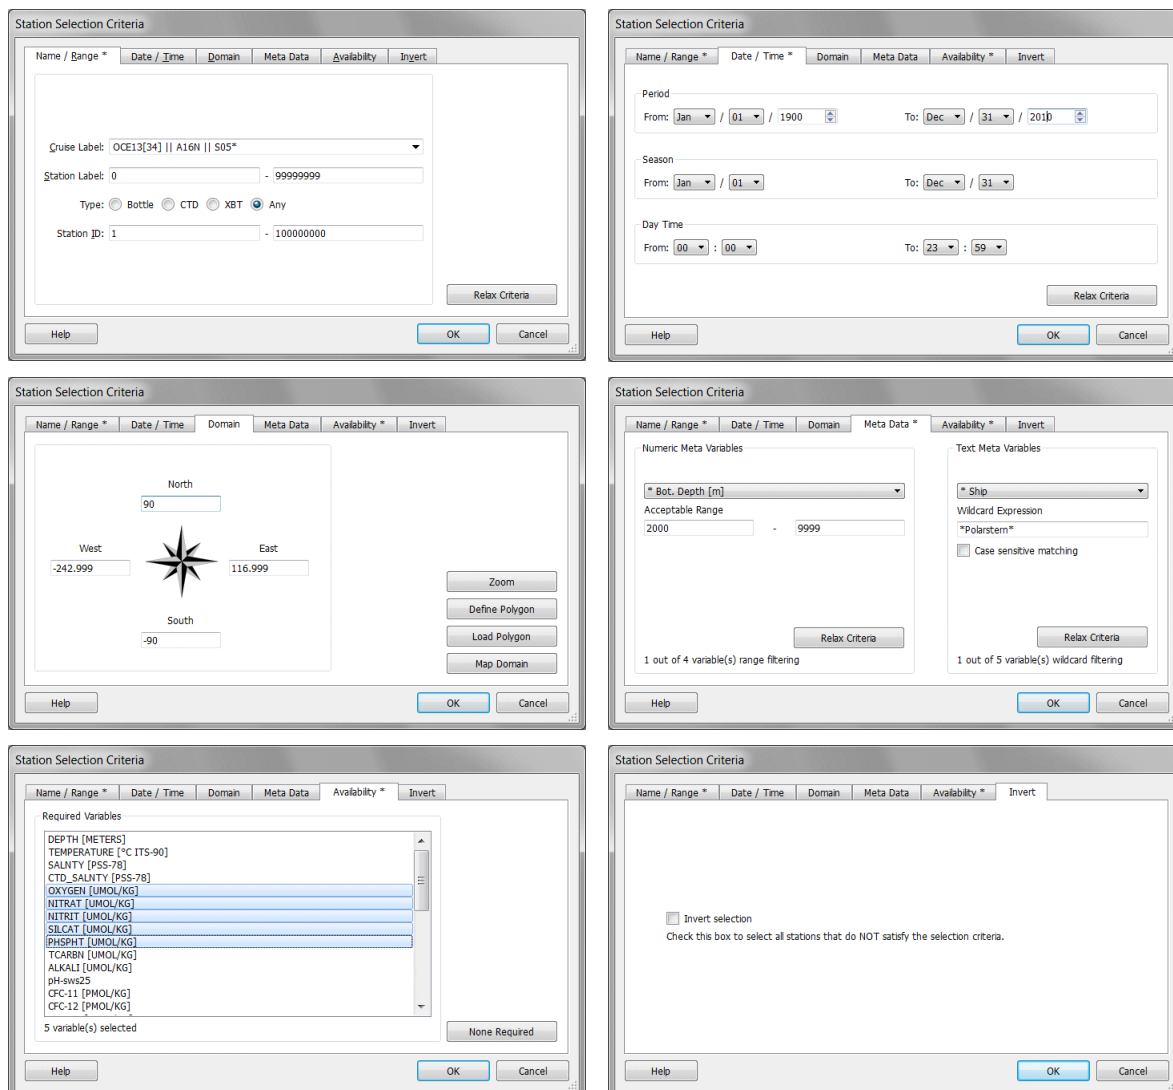 Station Selection Criteria
Name / Range * Date / Time Domain Meta Data Availability Invert
Cruise Label: OCE13[34] || A16N || S05*
Station Label: 0 - 99999999
Type: Bottle CTD XBT Any
Station ID: 1 - 100000000
Relax Criteria
Help OK Cancel
Station Selection Criteria
Name / Range * Date / Time * Domain Meta Data Availability * Invert
Period
From: Jan / 01 / 1900 To: Dec / 31 / 2010
Season
From: Jan / 01 To: Dec / 31
Day Time
From: 00 : 00 To: 23 : 59
Relax Criteria
Help OK Cancel
Station Selection Criteria
Name / Range * Date / Time Domain Meta Data Availability * Invert
North
90
West East
-242.999 116.999
South
-90
Zoom
Define Polygon
Load Polygon
Map Domain
Help OK Cancel
Station Selection Criteria
Name / Range * Date / Time Domain Meta Data * Availability * Invert
Numeric Meta Variables
* Bot. Depth [m]
Acceptable Range
2000 - 9999
Relax Criteria
1 out of 4 variable(s) range filtering
Text Meta Variables
* Ship
Wildcard Expression
*Polarstern*
Case sensitive matching
Relax Criteria
1 out of 5 variable(s) wildcard filtering
Help OK Cancel
Station Selection Criteria
Name / Range * Date / Time Domain Meta Data Availability * Invert
Required Variables
DEPTH [METERS]
TEMPERATURE [°C ITS-90]
SALNTY [PSS-78]
CTD_SALNTY [PSS-78]
OXYGEN [UMOL/KG]
NITRAT [UMOL/KG]
NITRIT [UMOL/KG]
SILCAT [UMOL/KG]
PHSPHT [UMOL/KG]
TCARBN [UMOL/KG]
ALKALI [UMOL/KG]
pH-sws25
CFC-11 [PMOL/KG]
CFC-12 [PMOL/KG]
5 variable(s) selected
None Required
Help OK Cancel
Station Selection Criteria
Name / Range * Date / Time Domain Meta Data Availability * Invert
Invert selection
Check this box to select all stations that do NOT satisfy the selection criteria.
Help OK Cancel